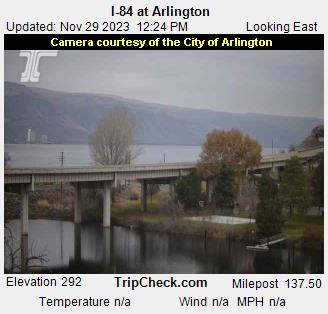 I-84 at Arlington
Updated: Nov 29 2023 12:24 PM Looking East
Camera courtesy of the City of Arlington
Elevation 292 TripCheck.com Milepost 137.50
Temperature n/a Wind n/a MPH n/a